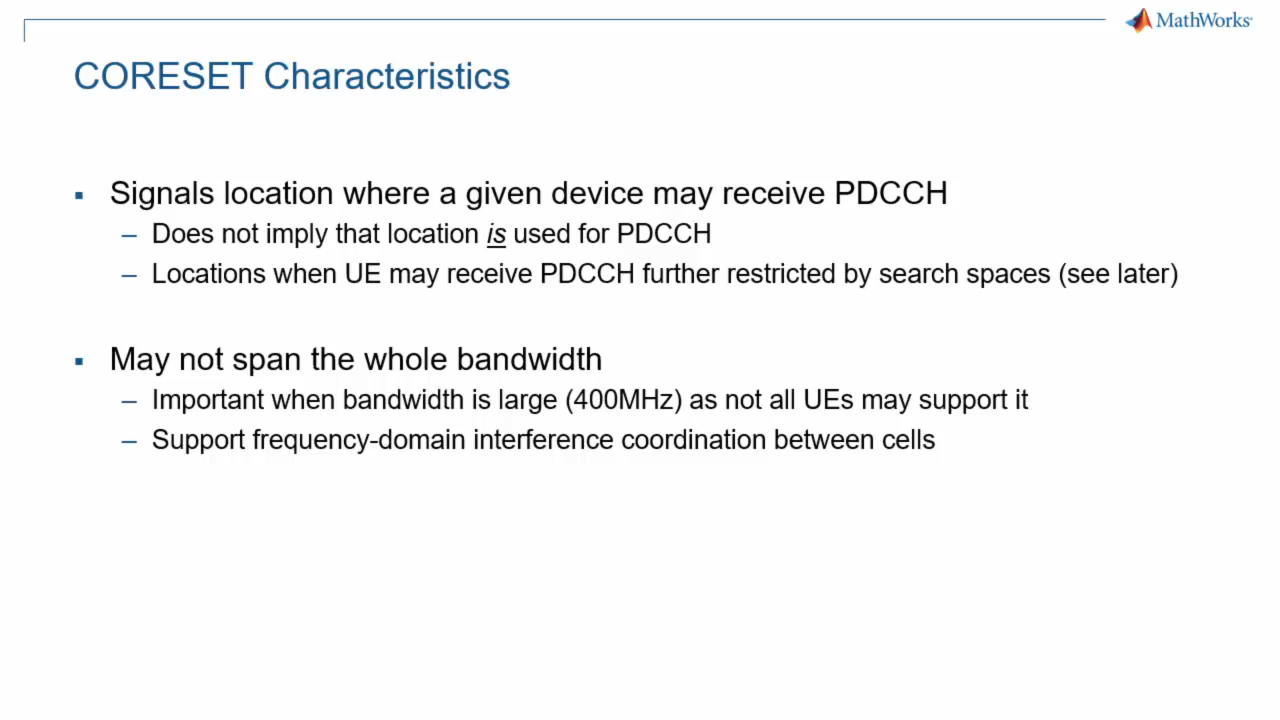 MathWorks
CORESET Characteristics
▪ Signals location where a given device may receive PDCCH
– Does not imply that location is used for PDCCH
– Locations when UE may receive PDCCH further restricted by search spaces (see later)
▪ May not span the whole bandwidth
– Important when bandwidth is large (400MHz) as not all UEs may support it
– Support frequency-domain interference coordination between cells